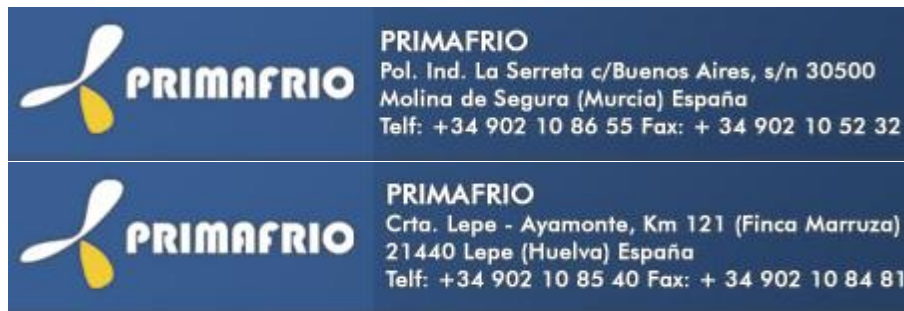 PRIMAFRIO
PRIMAFRIO
Pol. Ind. La Serreta c/Buenos Aires, s/n 30500
Molina de Segura (Murcia) España
Telf: +34 902 10 86 55 Fax: + 34 902 10 52 32
PRIMAFRIO
PRIMAFRIO
Crta. Lepe - Ayamonte, Km 121 (Finca Marruza)
21440 Lepe (Huelva) España
Telf: +34 902 10 85 40 Fax: + 34 902 10 84 81